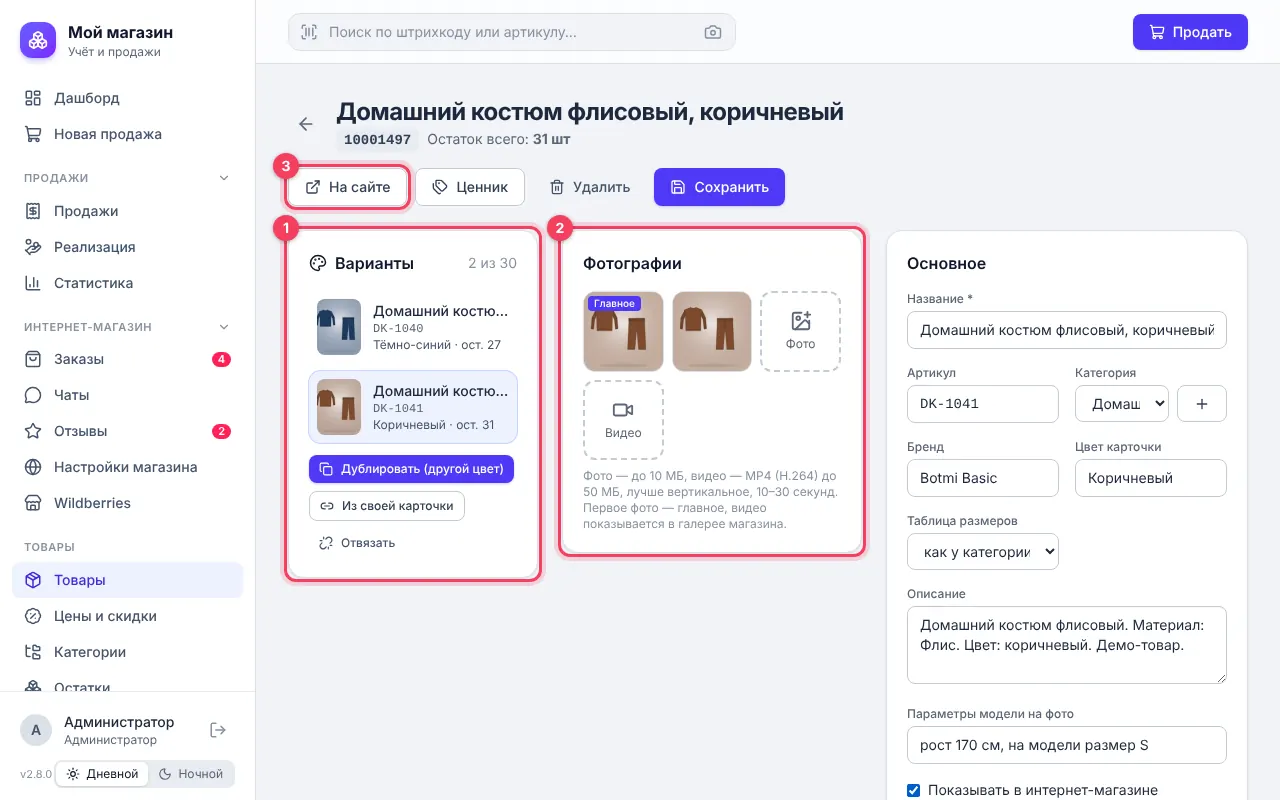 Мой магазин
Учёт и продажи
Поиск по штрихкоду или артикулу...
Продать
Дашборд
Новая продажа
ПРОДАЖИ
Продажи
Реализация
Статистика
ИНТЕРНЕТ-МАГАЗИН
Заказы 4
Чаты
Отзывы 2
Настройки магазина
Wildberries
ТОВАРЫ
Товары
Цены и скидки
Категории
Остатки
А Администратор
Администратор
v2.8.0 Дневной Ночной
Домашний костюм флисовый, коричневый
10001497 Остаток всего: 31 шт
3
На сайте Ценник Удалить Сохранить
1
Варианты 2 из 30
Домашний костю...
DK-1040
Тёмно-синий · ост. 27
Домашний костю...
DK-1041
Коричневый · ост. 31
Дублировать (другой цвет)
Из своей карточки
Отвязать
2
Фотографии
Главное
Фото
Видео
Фото — до 10 МБ, видео — MP4 (H.264) до
50 МБ, лучше вертикальное, 10–30 секунд.
Первое фото — главное, видео
показывается в галерее магазина.
Основное
Название *
Домашний костюм флисовый, коричневый
Артикул Категория
DK-1041 Домаш
Бренд Цвет карточки
Botmi Basic Коричневый
Таблица размеров
как у категории
Описание
Домашний костюм флисовый. Материал:
Флис. Цвет: коричневый. Демо-товар.
Параметры модели на фото
рост 170 см, на модели размер S
Показывать в интернет-магазине